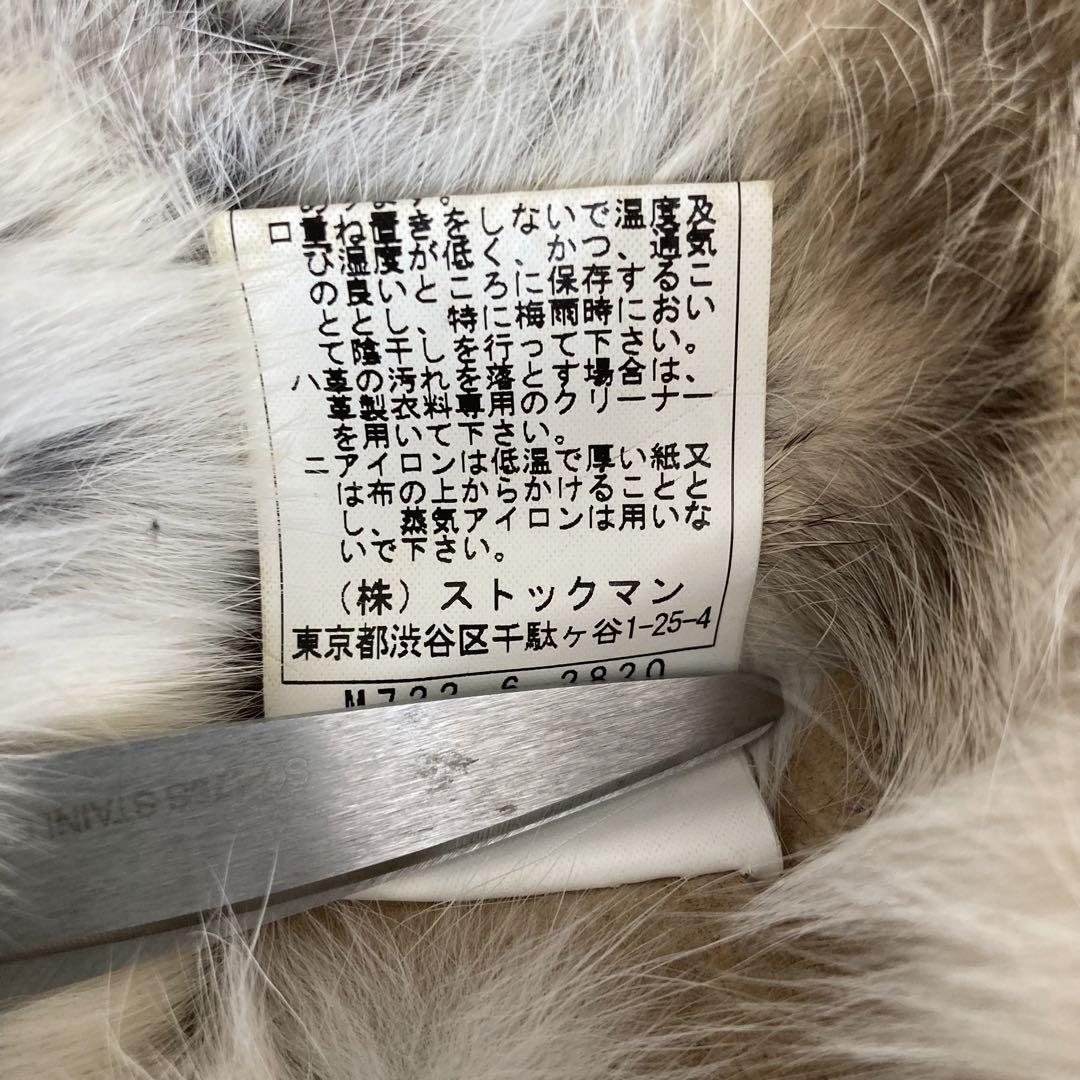 ロ重ね置きをしないで温度及
ひ湿度が低く、かつ、通気
の良いところに保存するこ
とと、特に梅雨時において
陰干しを行って下さい。
ハ革の汚れを落とす場合は、
革製衣料専用のクリーナー
を用いて下さい。
ニアイロンは低温で厚い紙又
は布の上からかけることと
し、蒸気アイロンは用いな
いで下さい。
(株)ストックマン
東京都渋谷区千駄ヶ谷1-25-4
M722 6 3820
STAIN